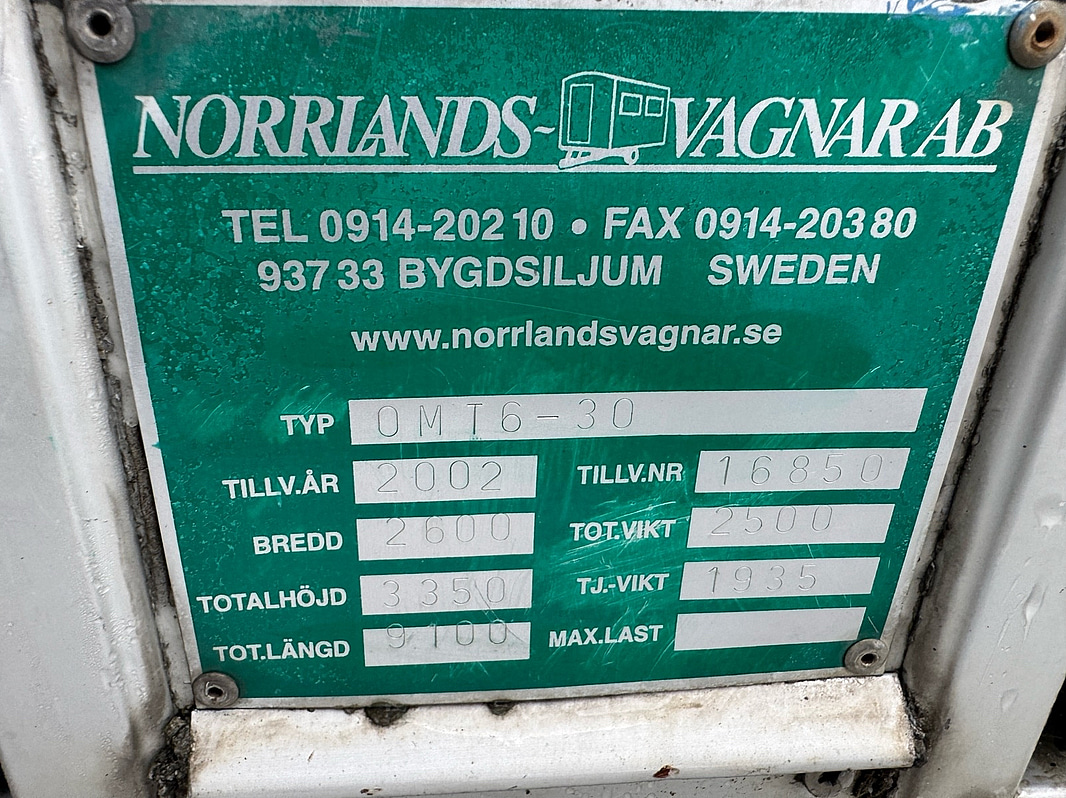 NORRLANDS-VAGNAR AB
TEL 0914-202 10 • FAX 0914-203 80
937 33 BYGDSILJUM SWEDEN
www.norrlandsvagnar.se
TYP OMT6-30
TILLV.ÅR 2002 TILLV.NR 16850
BREDD 2600 TOT.VIKT 2500
TOTALHÖJD 3350 TJ.-VIKT 1935
TOT.LÄNGD 9100 MAX.LAST